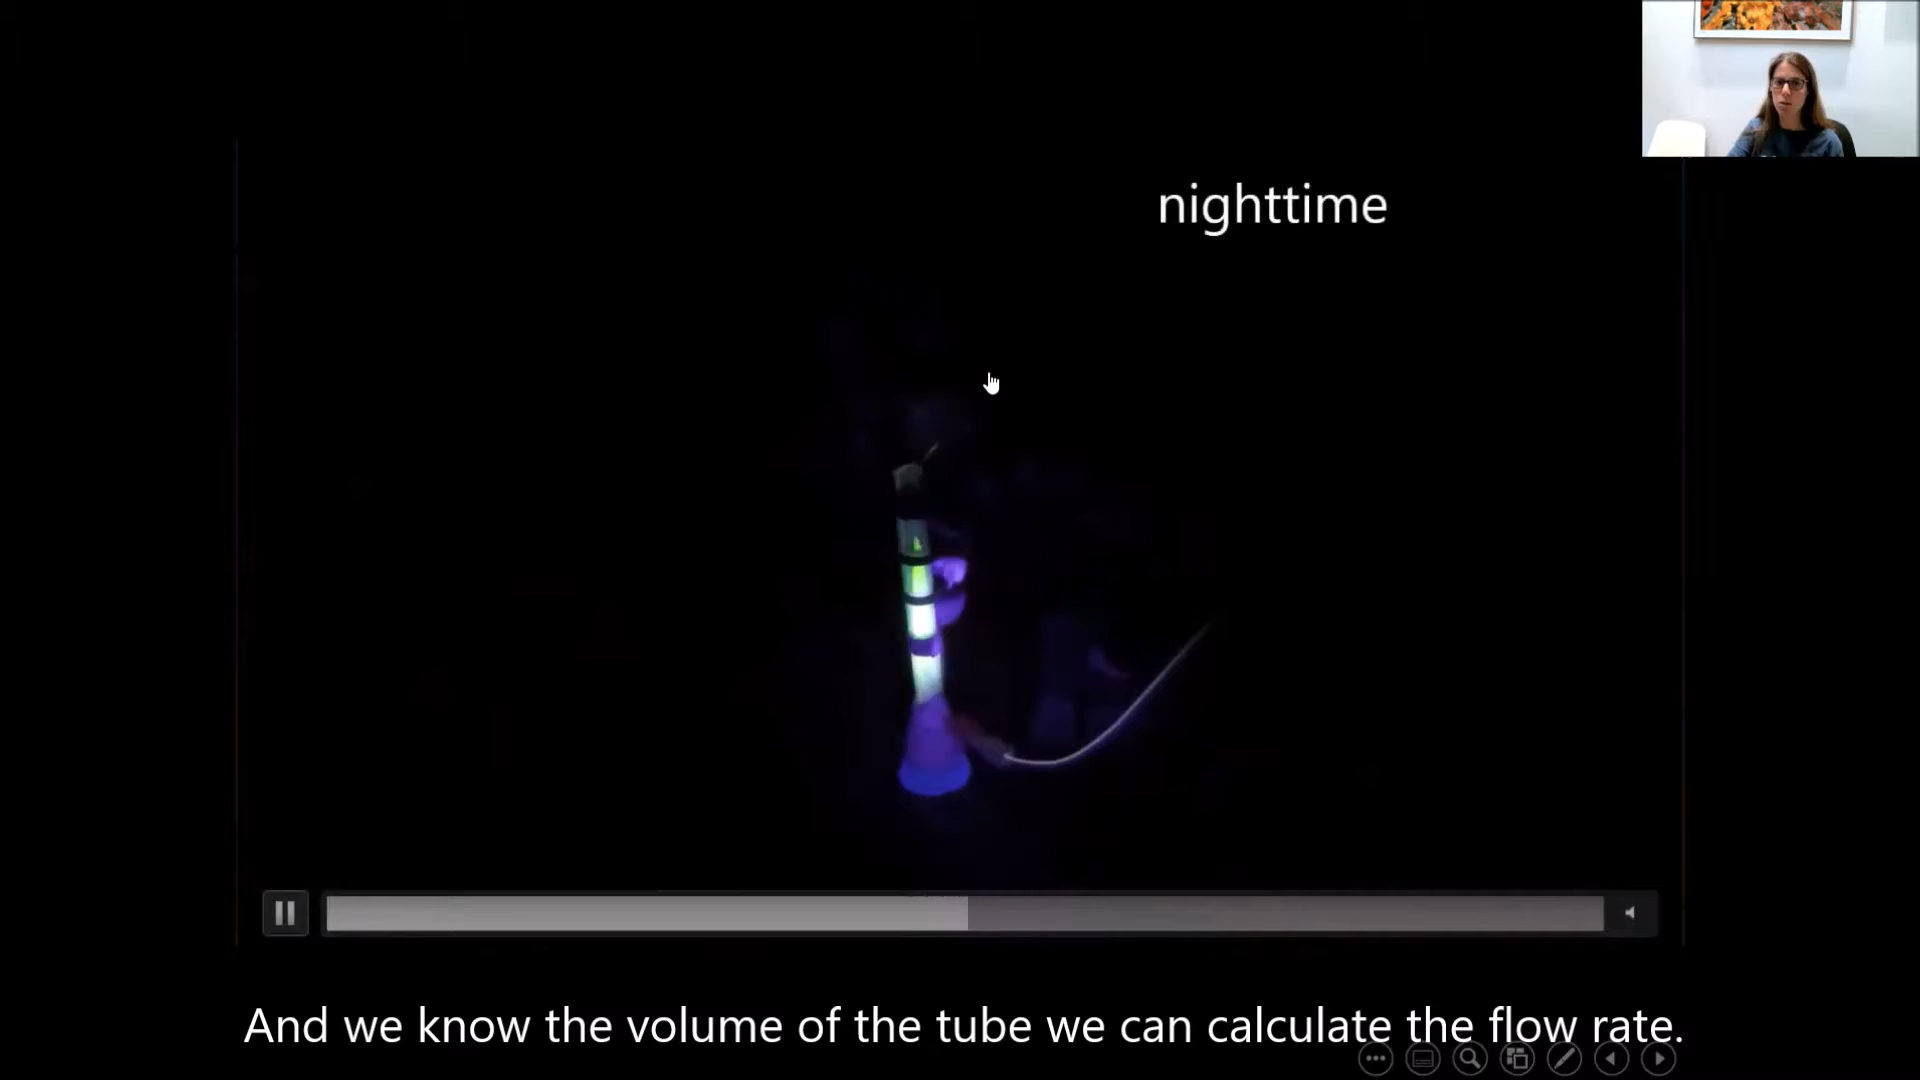 nighttime
And we know the volume of the tube we can calculate the flow rate.